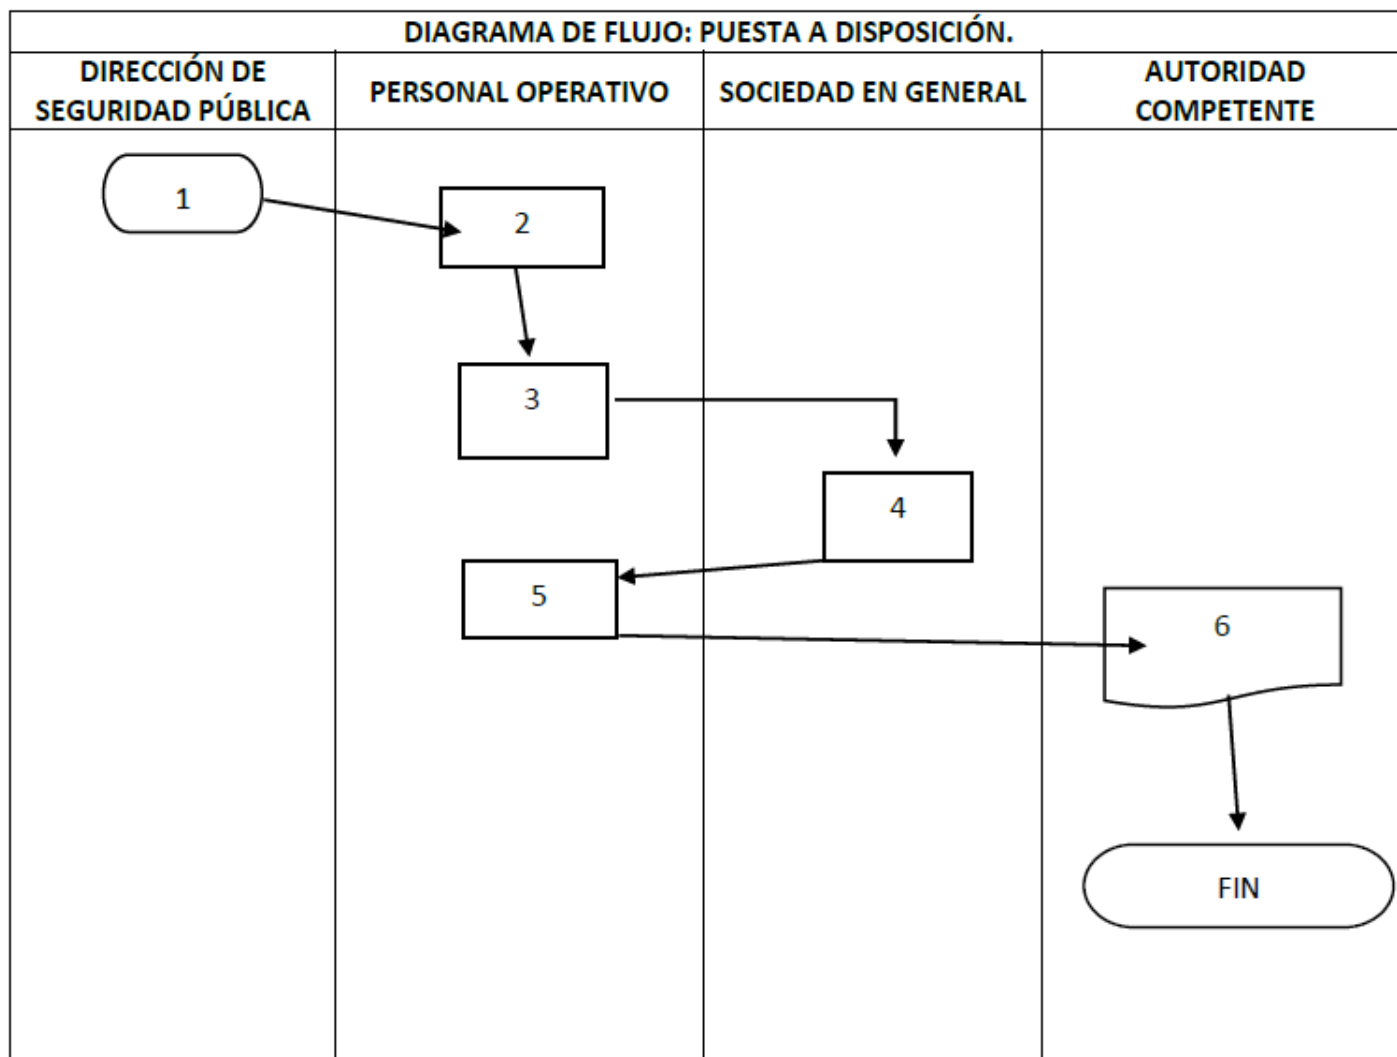 DIAGRAMA DE FLUJO: PUESTA A DISPOSICIÓN.
DIRECCIÓN DE
SEGURIDAD PÚBLICA
PERSONAL OPERATIVO
SOCIEDAD EN GENERAL
AUTORIDAD
COMPETENTE
1
2
3
4
5
6
FIN